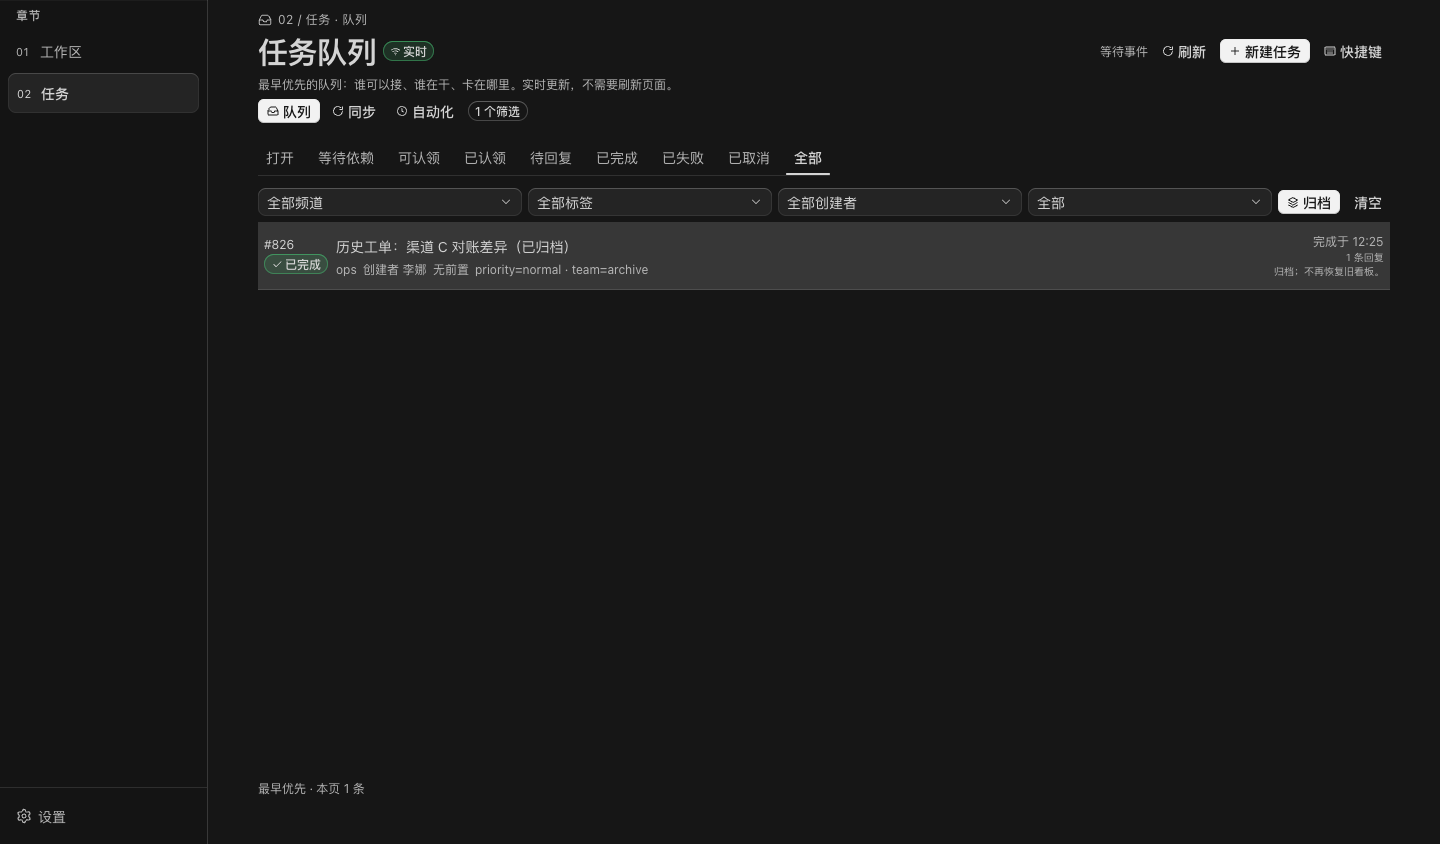 章节
01 工作区
02 任务
设置
02 / 任务 · 队列
任务队列 实时
等待事件 刷新 + 新建任务 快捷键
最早优先的队列：谁可以接、谁在干、卡在哪里。实时更新，不需要刷新页面。
队列 同步 自动化 1 个筛选
打开 等待依赖 可认领 已认领 待回复 已完成 已失败 已取消 全部
全部频道 全部标签 全部创建者 全部 归档 清空
#826 历史工单：渠道 C 对账差异（已归档） 完成于 12:25
已完成 ops 创建者 李娜 无前置 priority=normal · team=archive 1 条回复
归档：不再恢复旧看板。
最早优先 · 本页 1 条